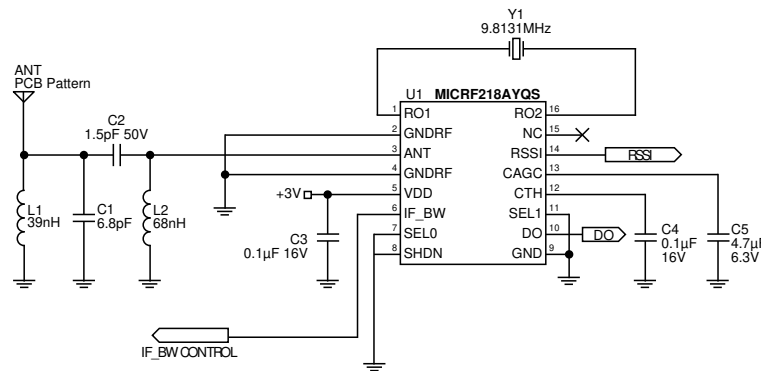 Y1
9.8131MHz
ANT
PCB Pattern
U1 MICRF218AYQS
C2
1.5pF 50V
1 RO1 RO2 16
2 GNDRF NC 15
3 ANT RSSI 14 RSSI
4 GNDRF CAGC 13
+3V 5 VDD CTH 12
6 IF_BW SEL1 11
7 SEL0 DO 10 DO
8 SHDN GND 9
L1
39nH
C1
6.8pF
L2
68nH
C3
0.1µF 16V
C4
0.1µF
16V
C5
4.7µF
6.3V
IF_BW CONTROL